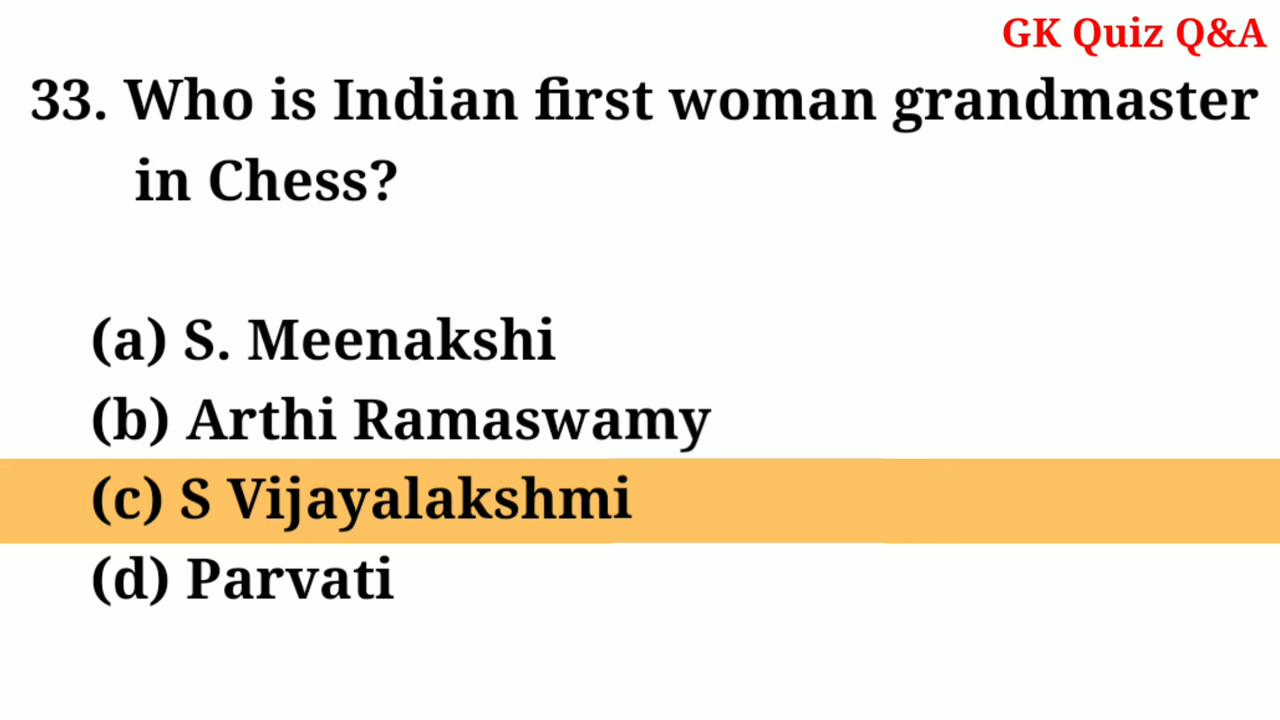 GK Quiz Q&A
33. Who is Indian first woman grandmaster
in Chess?
(a) S. Meenakshi
(b) Arthi Ramaswamy
(c) S Vijayalakshmi
(d) Parvati